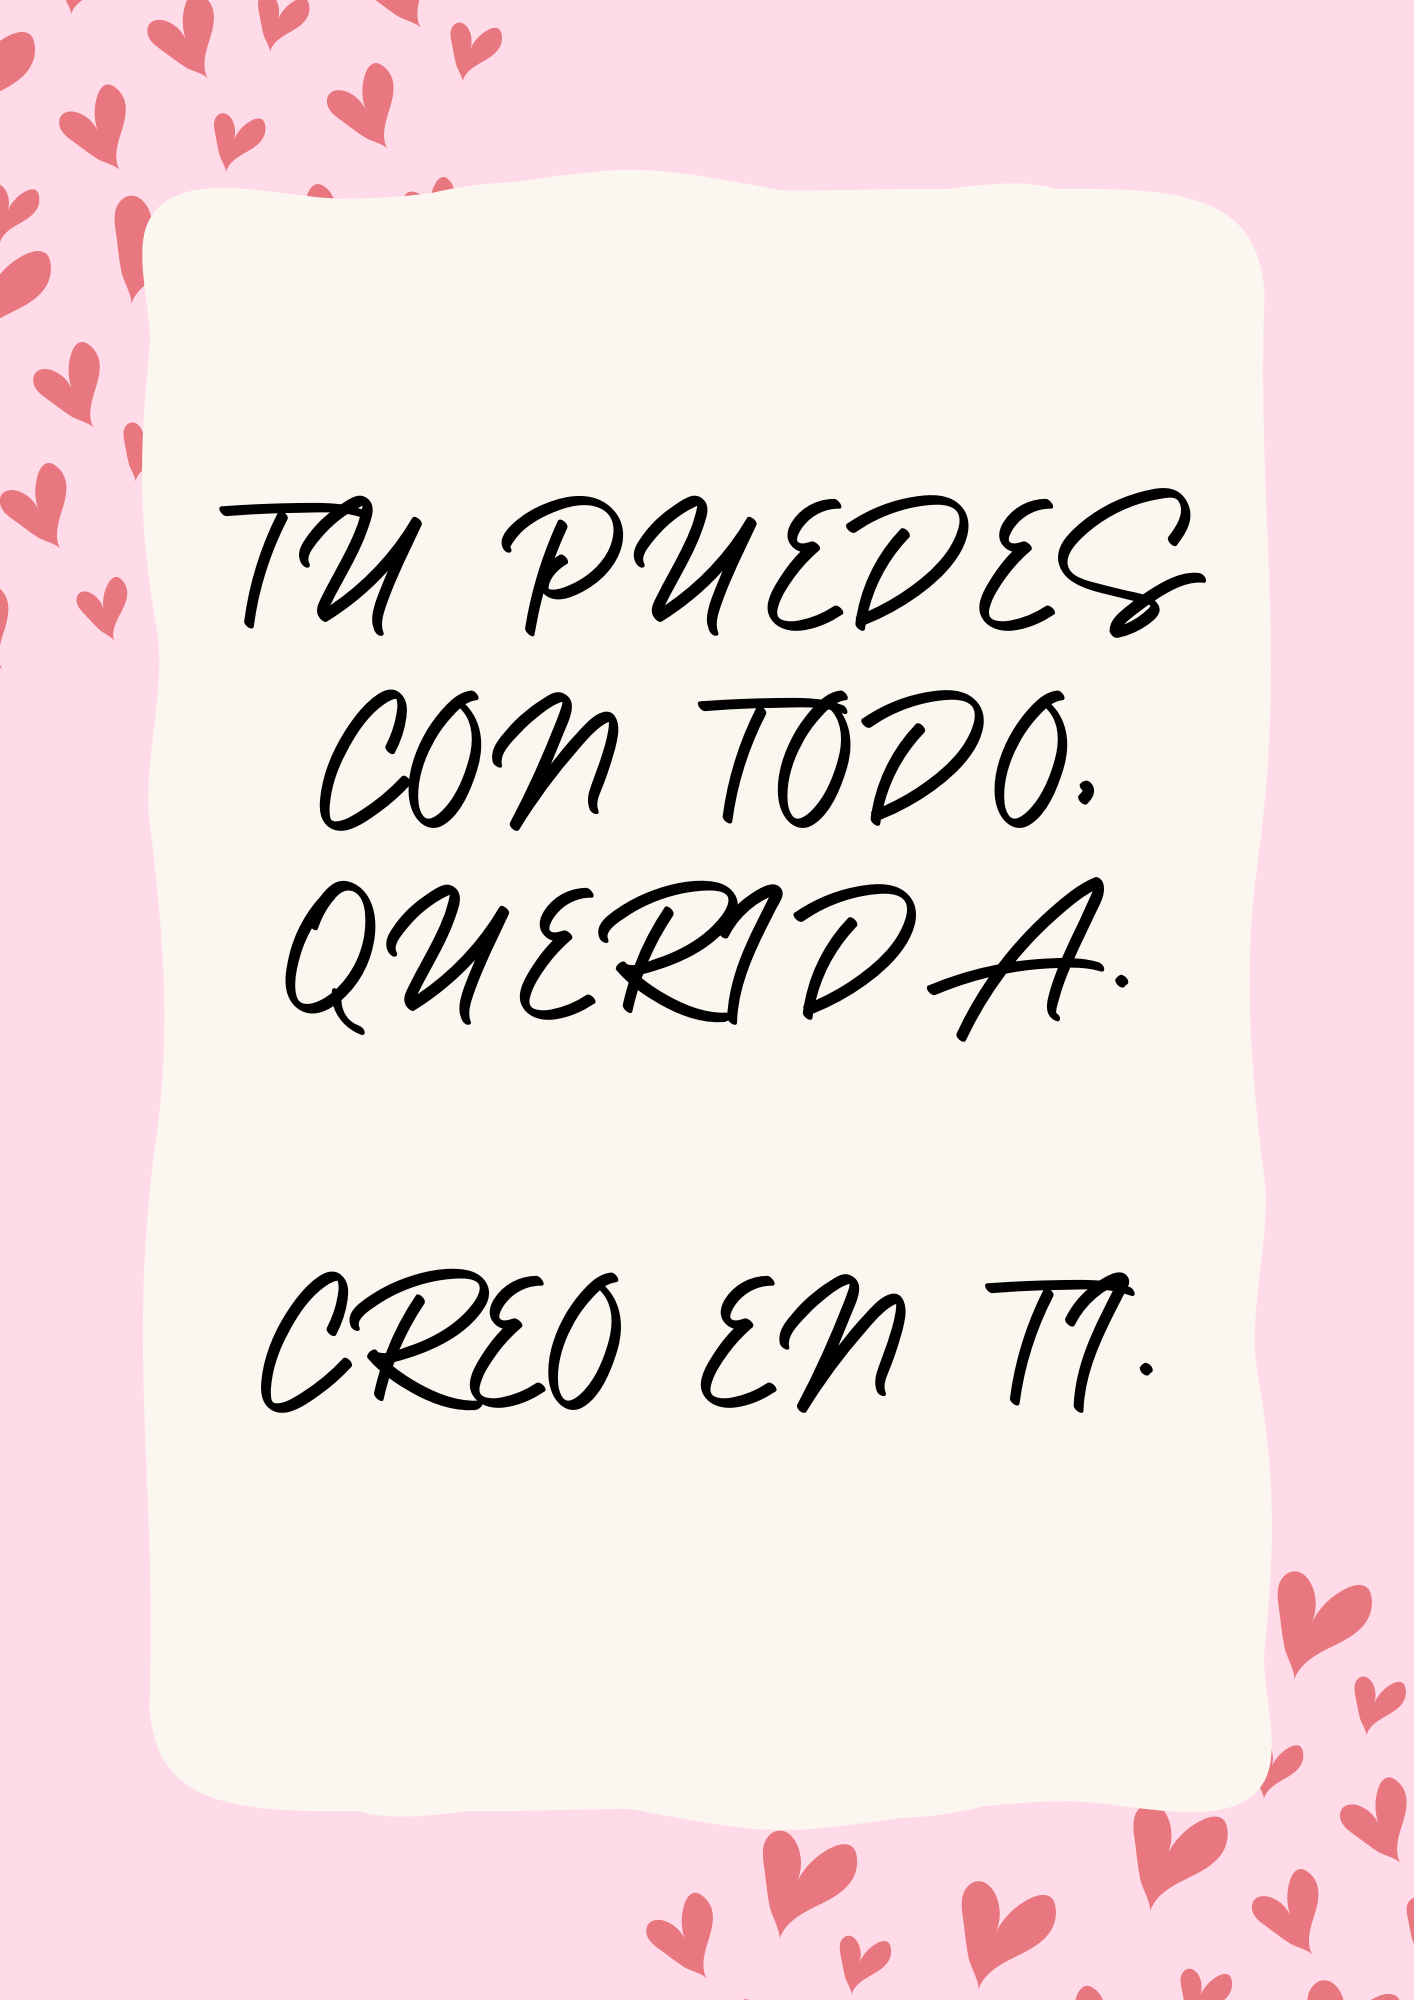 TU PUEDES
CON TODO,
QUERIDA.
CREO EN TI.